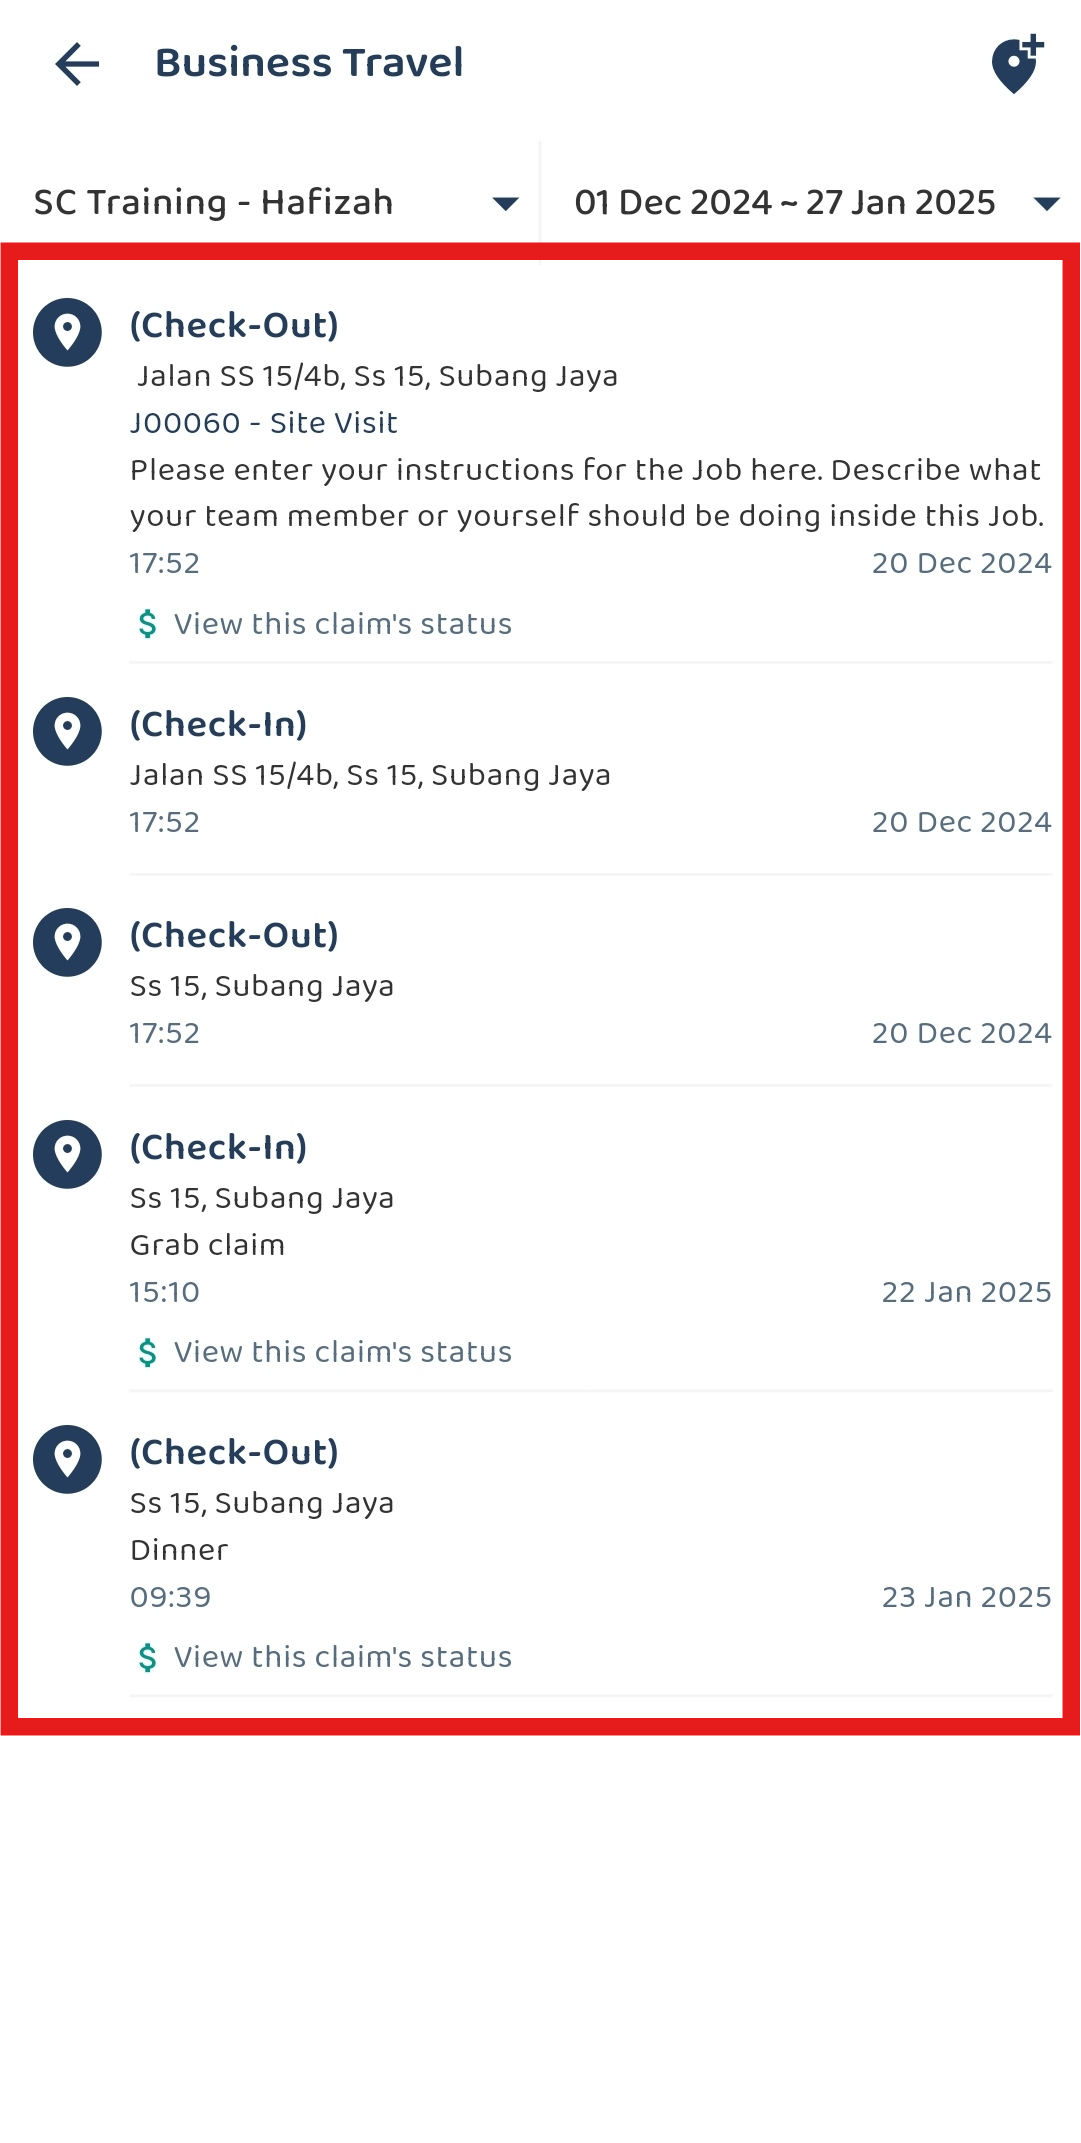 Business Travel
SC Training - Hafizah
01 Dec 2024 ~ 27 Jan 2025
(Check-Out)
Jalan SS 15/4b, Ss 15, Subang Jaya
J00060 - Site Visit
Please enter your instructions for the Job here. Describe what
your team member or yourself should be doing inside this Job.
17:52 20 Dec 2024
$ View this claim's status
(Check-In)
Jalan SS 15/4b, Ss 15, Subang Jaya
17:52 20 Dec 2024
(Check-Out)
Ss 15, Subang Jaya
17:52 20 Dec 2024
(Check-In)
Ss 15, Subang Jaya
Grab claim
15:10 22 Jan 2025
$ View this claim's status
(Check-Out)
Ss 15, Subang Jaya
Dinner
09:39 23 Jan 2025
$ View this claim's status